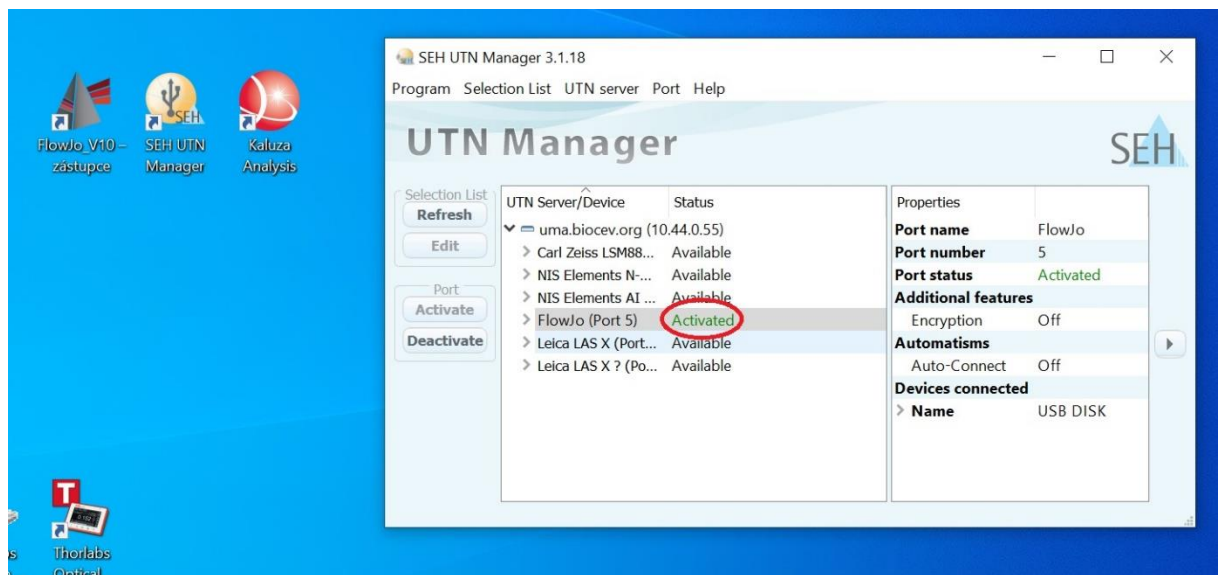 FlowJo_V10 –
zástupce
SEH
SEH UTN
Manager
Kaluza
Analysis
T
Thorlabs
Optical
SEH UTN Manager 3.1.18
Program Selection List UTN server Port Help
UTN Manager
SEH
Selection List
Refresh
Edit
Port
Activate
Deactivate
UTN Server/Device Status
uma.biocev.org (10.44.0.55)
Carl Zeiss LSM88... Available
NIS Elements N-... Available
NIS Elements AI ... Available
FlowJo (Port 5) Activated
Leica LAS X (Port... Available
Leica LAS X ? (Po... Available
Properties
Port name FlowJo
Port number 5
Port status Activated
Additional features
Encryption Off
Automatisms
Auto-Connect Off
Devices connected
Name USB DISK